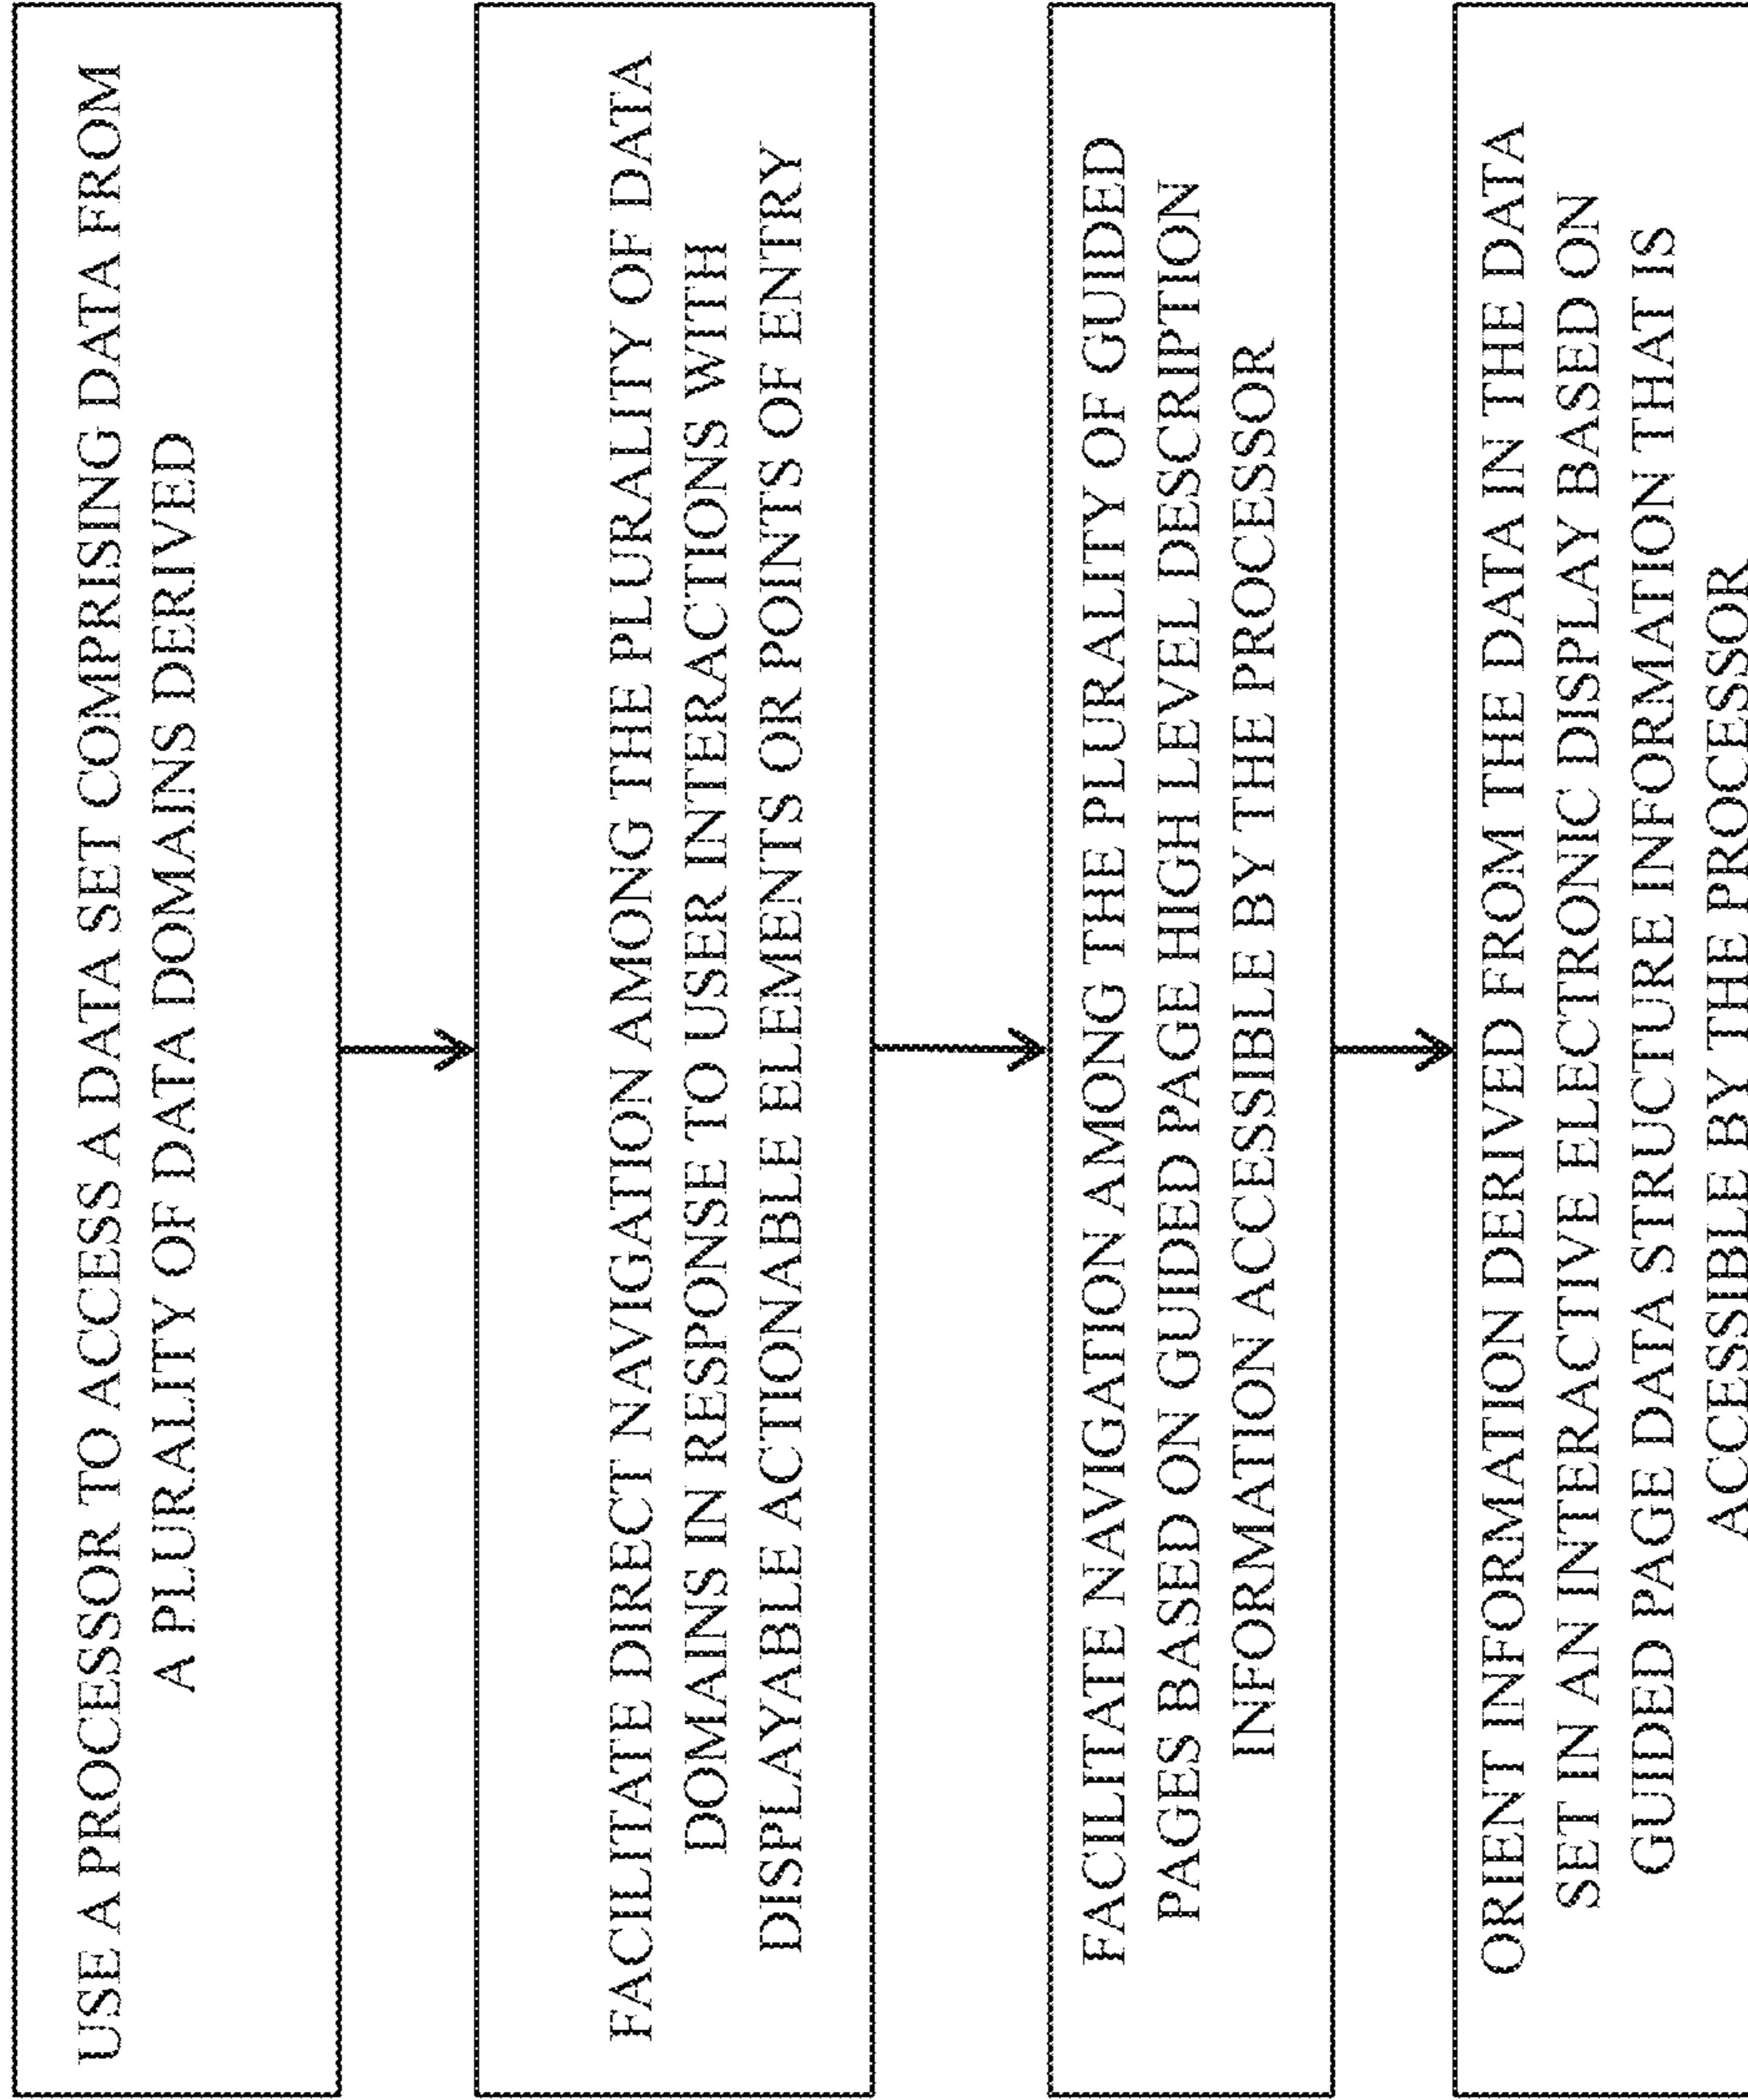 USE A PROCESSOR TO ACCESS A DATA SET COMPRISING DATA FROM
A PLURALITY OF DATA DOMAINS DERIVED
FACILITATE DIRECT NAVIGATION AMONG THE PLURALITY OF DATA
DOMAINS IN RESPONSE TO USER INTERACTIONS WITH
DISPLAYABLE ACTIONABLE ELEMENTS OR POINTS OF ENTRY
FACILITATE NAVIGATION AMONG THE PLURALITY OF GUIDED
PAGES BASED ON GUIDED PAGE HIGH LEVEL DESCRIPTION
INFORMATION ACCESSIBLE BY THE PROCESSOR
ORIENT INFORMATION DERIVED FROM THE DATA IN THE DATA
SET IN AN INTERACTIVE ELECTRONIC DISPLAY BASED ON
GUIDED PAGE DATA STRUCTURE INFORMATION THAT IS
ACCESSIBLE BY THE PROCESSOR